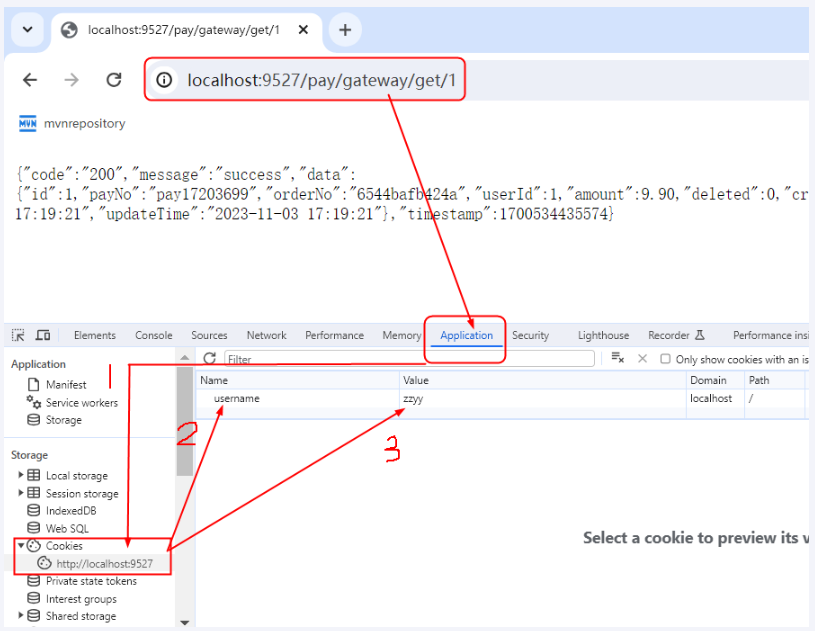 localhost:9527/pay/gateway/get/1
localhost:9527/pay/gateway/get/1
MVN mvnrepository
{"code":"200","message":"success","data":
{"id":1,"payNo":"pay17203699","orderNo":"6544bafb424a","userId":1,"amount":9.90,"deleted":0,"cr
17:19:21","updateTime":"2023-11-03 17:19:21"},"timestamp":1700534435574}
Elements Console Sources Network Performance Memory Application Security Lighthouse Recorder Performance insi
Application
Filter
Only show cookies with an is
1
Manifest
Service workers
Storage
Name Value Domain Path
username zzyy localhost /
2
3
Storage
Local storage
Session storage
IndexedDB
Web SQL
Cookies
http://localhost:9527
Private state tokens
Interest groups
Shared storage
Select a cookie to preview its v